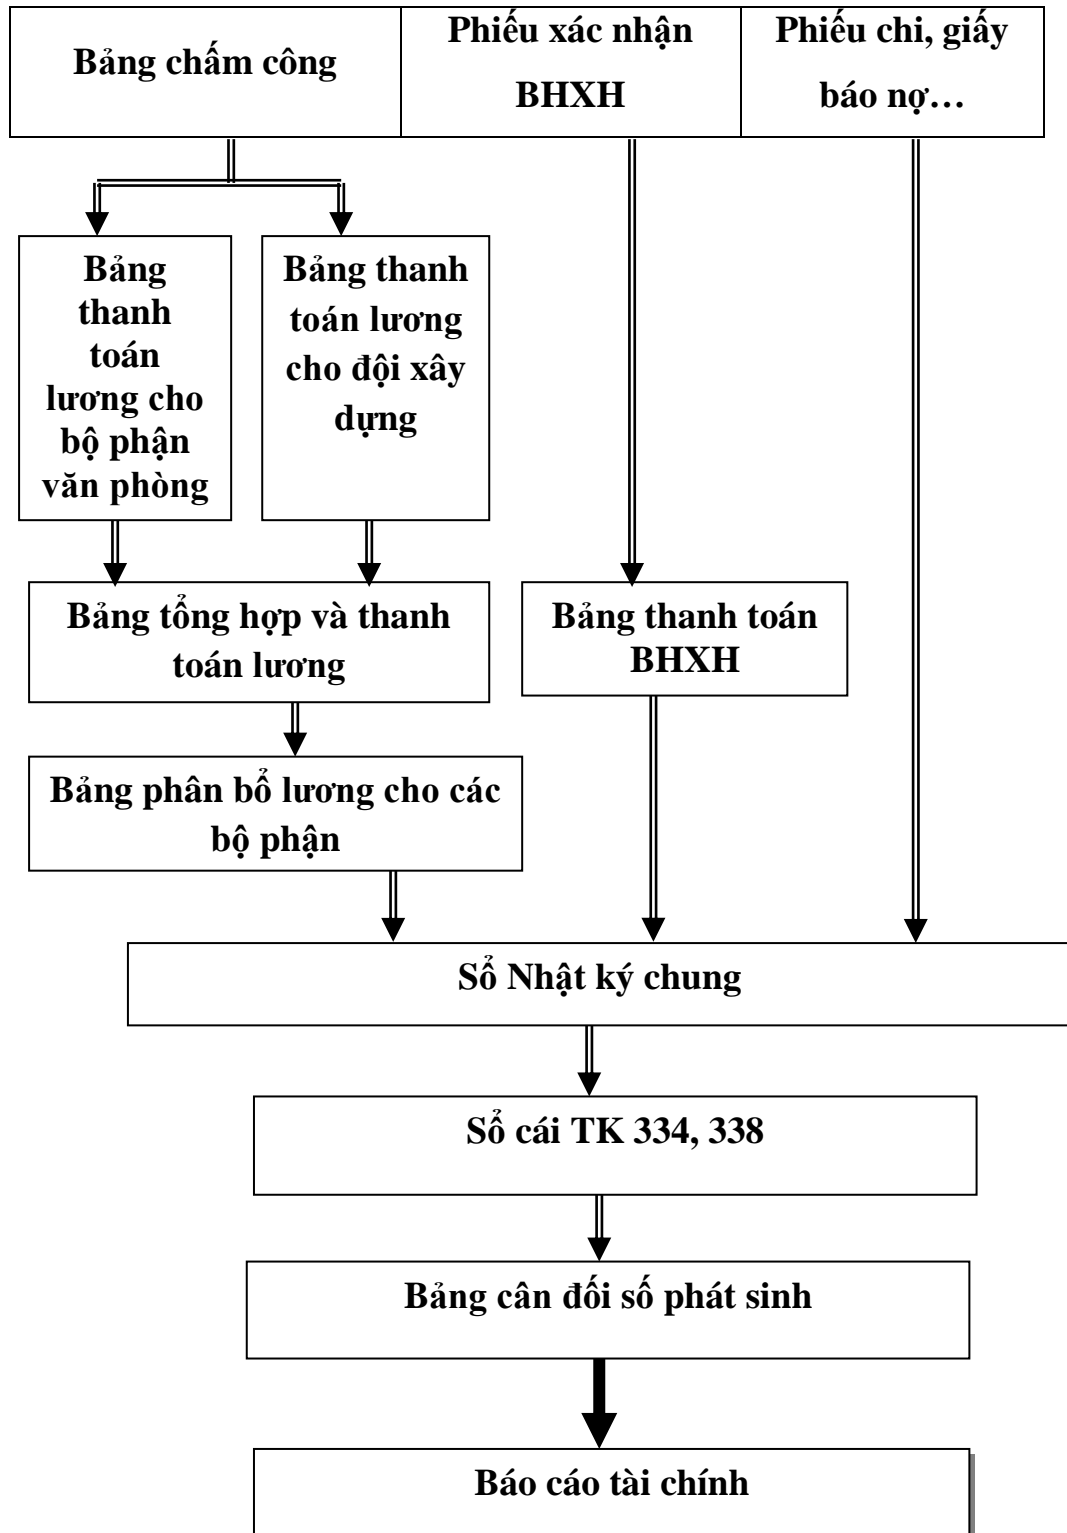 Bảng chấm công
Phiếu xác nhận
BHXH
Phiếu chi, giấy
báo nợ…
Bảng
thanh
toán
lương cho
bộ phận
văn phòng
Bảng thanh
toán lương
cho đội xây
dựng
Bảng tổng hợp và thanh
toán lương
Bảng thanh toán
BHXH
Bảng phân bổ lương cho các
bộ phận
Sổ Nhật ký chung
Sổ cái TK 334, 338
Bảng cân đối số phát sinh
Báo cáo tài chính